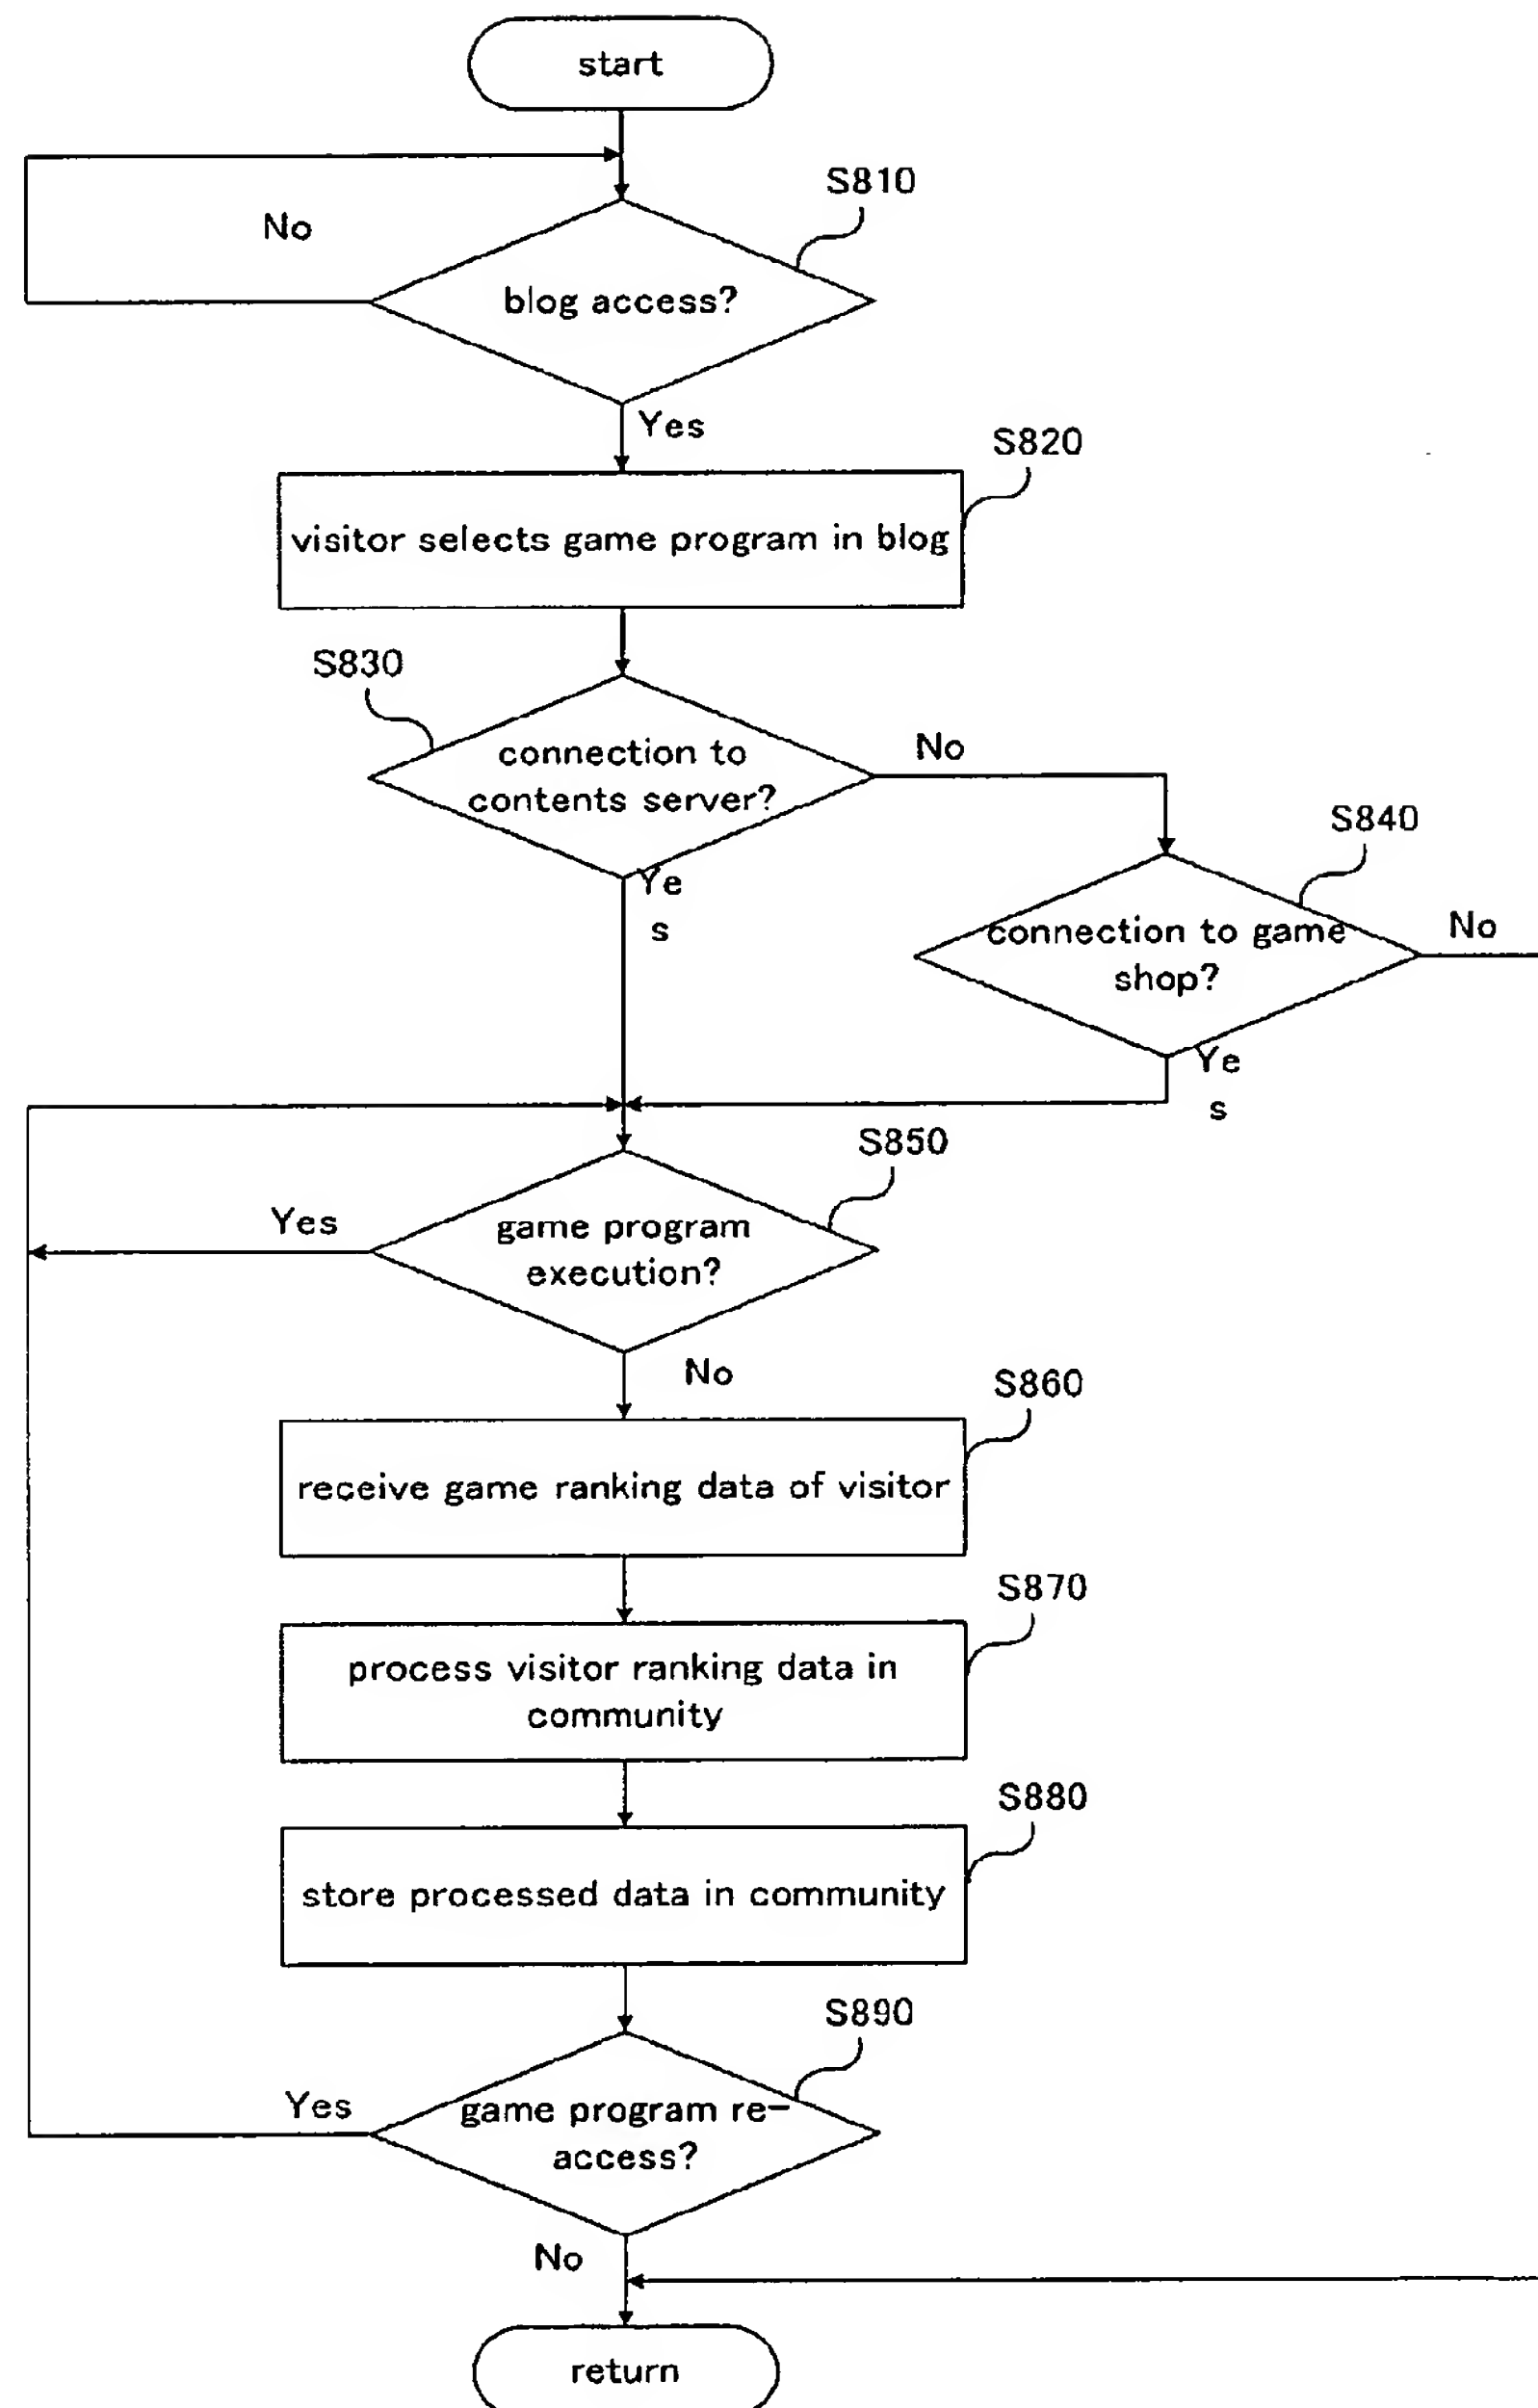 start
S810
No
blog access?
Yes
S820
visitor selects game program in blog
S830
connection to
contents server?
No
S840
Ye
s
connection to game
shop?
No
Ye
s
S850
Yes
game program
execution?
No
S860
receive game ranking data of visitor
S870
process visitor ranking data in
community
S880
store processed data in community
S890
Yes
game program re-
access?
No
return